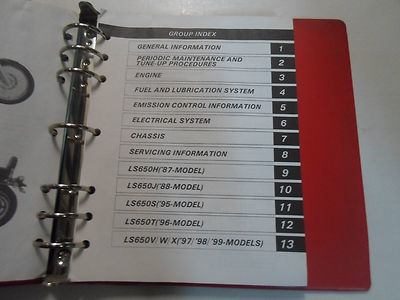 GROUP INDEX
GENERAL INFORMATION 1
PERIODIC MAINTENANCE AND
TUNE-UP PROCEDURES 2
ENGINE 3
FUEL AND LUBRICATION SYSTEM 4
EMISSION CONTROL INFORMATION 5
ELECTRICAL SYSTEM 6
CHASSIS 7
SERVICING INFORMATION 8
LS650H('87-MODEL) 9
LS650J('88-MODEL) 10
LS650S('95-MODEL) 11
LS650T('96-MODEL) 12
LS650V/W/X('97/'98/'99-MODELS) 13